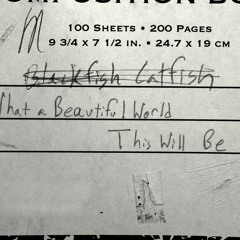 100 Sheets • 200 Pages
9 3/4 x 7 1/2 in. • 24.7 x 19 cm
Blackfish Catfish
What a Beautiful World
This Will Be